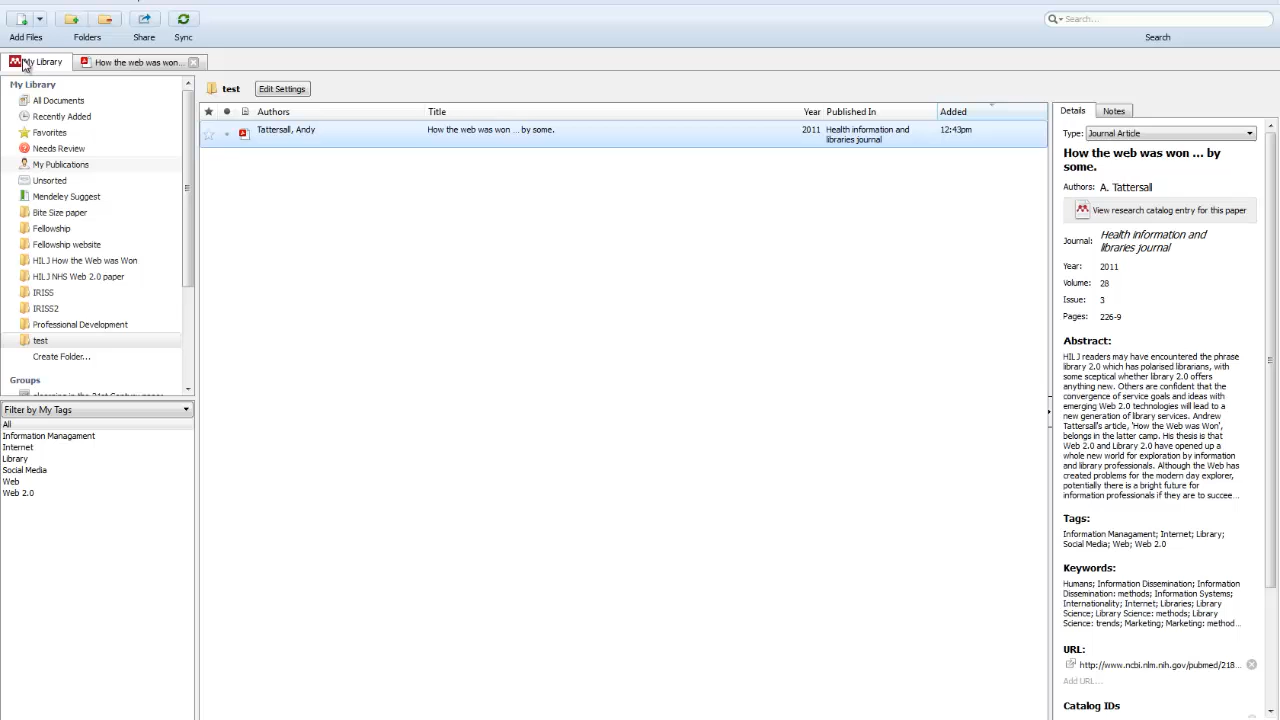 Search...
Add Files Folders Share Sync Search
My Library How the web was won...
My Library
All Documents
Recently Added
Favorites
Needs Review
My Publications
Unsorted
Mendeley Suggest
Bite Size paper
Fellowship
Fellowship website
HILJ How the Web was Won
HILJ NHS Web 2.0 paper
IRISS
IRISS2
Professional Development
test
Create Folder...
Groups
Filter by My Tags
All
Information Managament
Internet
Library
Social Media
Web
Web 2.0
test Edit Settings
Authors Title Year Published In Added
Tattersall, Andy How the web was won ... by some. 2011 Health information and 12:43pm
libraries journal
Details Notes
Type: Journal Article
How the web was won ... by
some.
Authors: A. Tattersall
View research catalog entry for this paper
Journal: Health information and
libraries journal
Year: 2011
Volume: 28
Issue: 3
Pages: 226-9
Abstract:
HILJ readers may have encountered the phrase
library 2.0 which has polarised librarians, with
some sceptical whether library 2.0 offers
anything new. Others are confident that the
convergence of service goals and ideas with
emerging Web 2.0 technologies will lead to a
new generation of library services. Andrew
Tattersall's article, 'How the Web was Won',
belongs in the latter camp. His thesis is that
Web 2.0 and Library 2.0 have opened up a
whole new world for exploration by information
and library professionals. Although the Web has
created problems for the modern day explorer,
potentially there is a bright future for
information professionals if they are to succee...
Tags:
Information Managament; Internet; Library;
Social Media; Web; Web 2.0
Keywords:
Humans; Information Dissemination; Information
Dissemination: methods; Information Systems;
Internationality; Internet; Libraries; Library
Science; Library Science: methods; Library
Science: trends; Marketing; Marketing: method...
URL:
http://www.ncbi.nlm.nih.gov/pubmed/218...
Add URL...
Catalog IDs